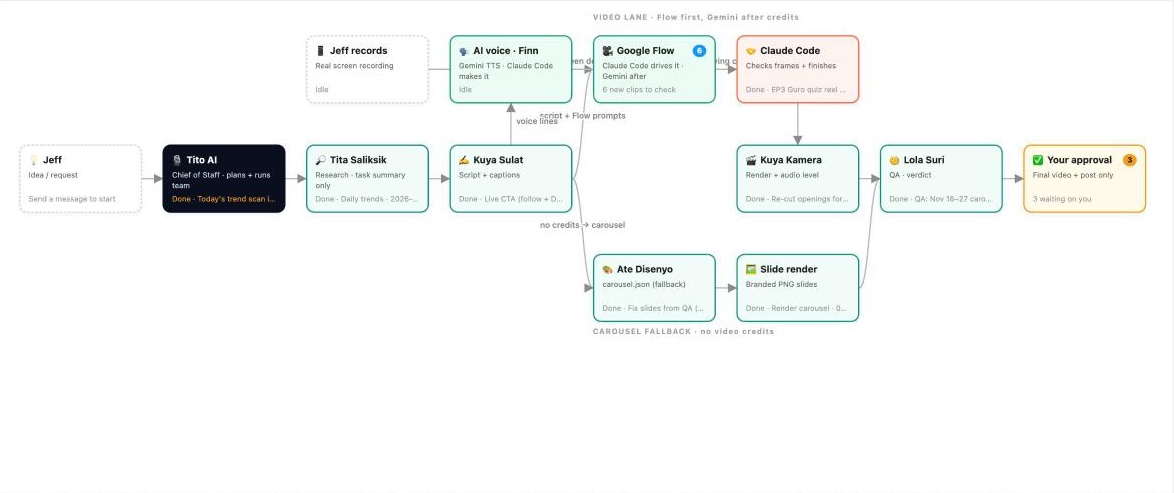 VIDEO LANE · Flow first, Gemini after credits
Jeff records
Real screen recording
Idle
AI voice · Finn
Gemini TTS · Claude Code
makes it
Idle
Google Flow
6
Claude Code drives it ·
Gemini after
6 new clips to check
Claude Code
Checks frames + finishes
Done · EP3 Guro quiz reel ...
script + Flow prompts
voice lines
Jeff
Idea / request
Send a message to start
Tito AI
Chief of Staff · plans + runs
team
Done · Today's trend scan i...
Tita Saliksik
Research · task summary
only
Done · Daily trends · 2026-...
Kuya Sulat
Script + captions
Done · Live CTA (follow + D...
Kuya Kamera
Render + audio level
Done · Re-cut openings for...
Lola Suri
QA · verdict
Done · QA: Nov 18–27 caro...
Your approval
3
Final video + post only
3 waiting on you
no credits → carousel
Ate Disenyo
carousel.json (fallback)
Done · Fix slides from QA (...
Slide render
Branded PNG slides
Done · Render carousel · 0...
CAROUSEL FALLBACK · no video credits